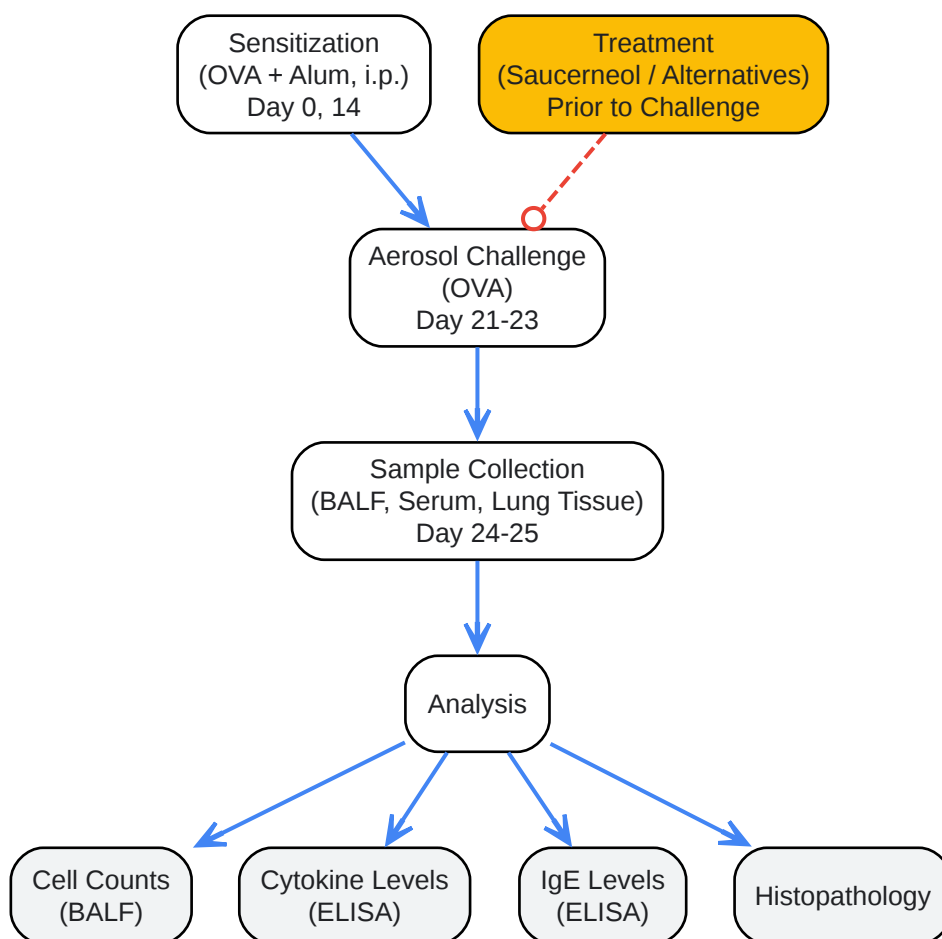 Sensitization
(OVA + Alum, i.p.)
Day 0, 14
Treatment
(Saucerneol / Alternatives)
Prior to Challenge
Aerosol Challenge
(OVA)
Day 21-23
Sample Collection
(BALF, Serum, Lung Tissue)
Day 24-25
Analysis
Cell Counts
(BALF)
Cytokine Levels
(ELISA)
IgE Levels
(ELISA)
Histopathology